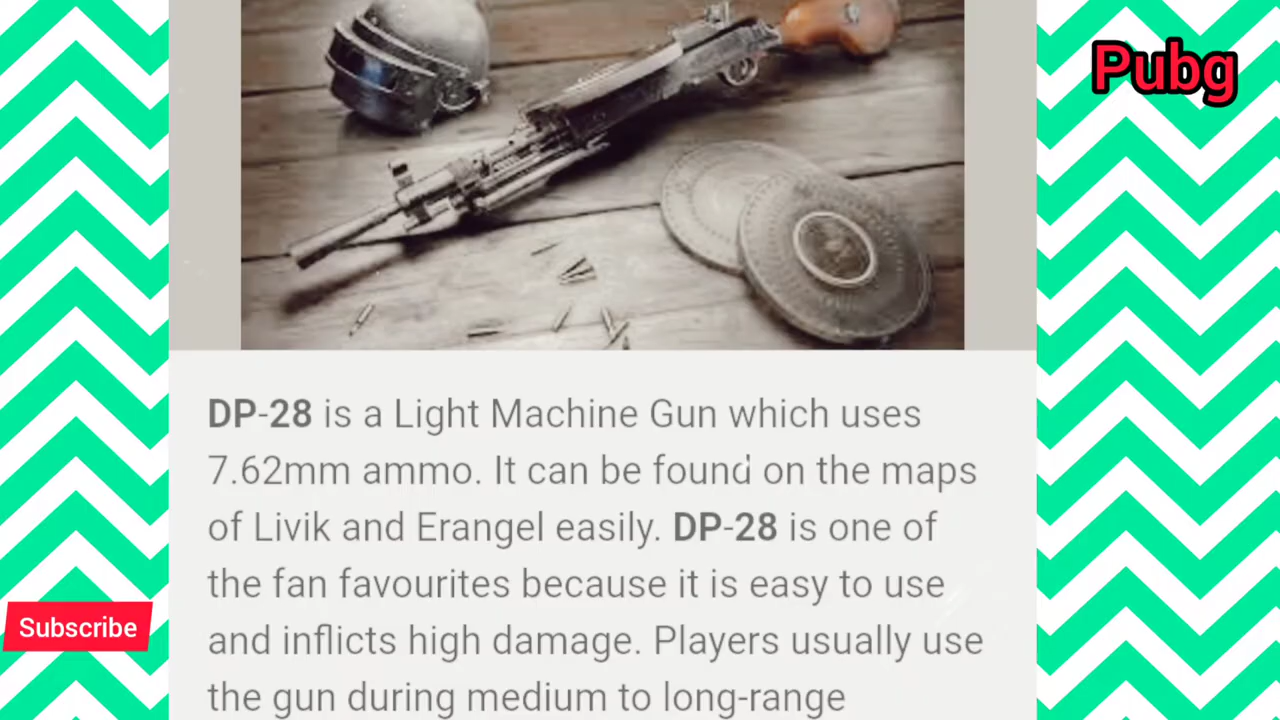 Pubg
DP-28 is a Light Machine Gun which uses
7.62mm ammo. It can be found on the maps
of Livik and Erangel easily. DP-28 is one of
the fan favourites because it is easy to use
and inflicts high damage. Players usually use
the gun during medium to long-range
Subscribe